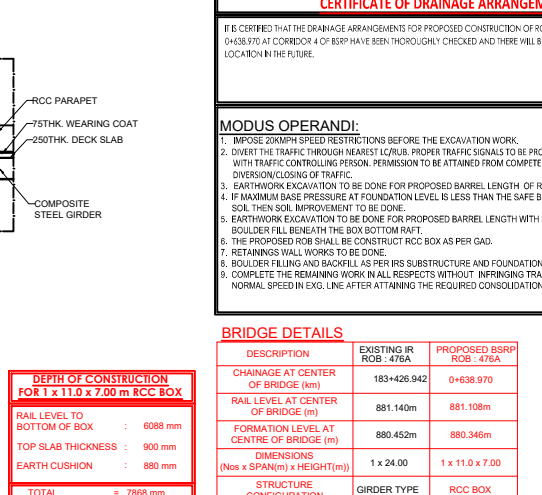 CERTIFICATE OF DRAINAGE
IT IS CERTIFIED THAT THE DRAINAGE ARRANGEMENTS FOR PROPOSED CONSTRUCTION OF
0+638.970 AT CORRIDOR 4 OF BSRP HAVE BEEN THOROUGHLY CHECKED AND THERE WILL
LOCATION IN THE FUTURE.
RCC PARAPET
75THK. WEARING COAT
250THK. DECK SLAB
COMPOSITE
STEEL GIRDER
MODUS OPERANDI:
1. IMPOSE 20KMPH SPEED RESTRICTIONS BEFORE THE EXCAVATION WORK.
2. DIVERT THE TRAFFIC THROUGH NEAREST LC/RUB. PROPER TRAFFIC SIGNALS TO BE
WITH TRAFFIC CONTROLLING PERSON. PERMISSION TO BE ATTAINED FROM
DIVERSION/CLOSING OF TRAFFIC.
3. EARTHWORK EXCAVATION TO BE DONE FOR PROPOSED BARREL LENGTH OF
4. IF MAXIMUM BASE PRESSURE AT FOUNDATION LEVEL IS LESS THAN THE SAFE
SOIL THEN SOIL IMPROVEMENT TO BE DONE.
5. EARTHWORK EXCAVATION TO BE DONE FOR PROPOSED BARREL LENGTH WITH
BOULDER FILL BENEATH THE BOX BOTTOM RAFT.
6. THE PROPOSED ROB SHALL BE CONSTRUCT RCC BOX AS PER GAD.
7. RETAININGS WALL WORKS TO BE DONE.
8. BOULDER FILLING AND BACKFILL AS PER IRS SUBSTRUCTURE AND FOUNDATION
9. COMPLETE THE REMAINING WORK IN ALL RESPECTS WITHOUT INFRINGING
NORMAL SPEED IN EXG. LINE AFTER ATTAINING THE REQUIRED CONSOLIDATION
BRIDGE DETAILS
DESCRIPTION EXISTING IR ROB : 476A PROPOSED BSRP ROB : 476A
CHAINAGE AT CENTER OF BRIDGE (km) 183+426.942 0+638.970
RAIL LEVEL AT CENTER OF BRIDGE (m) 881.140m 881.108m
FORMATION LEVEL AT CENTRE OF BRIDGE (m) 880.452m 880.346m
DIMENSIONS (Nos x SPAN(m) x HEIGHT(m)) 1 x 24.00 1 x 11.0 x 7.00
STRUCTURE CONFIGURATION GIRDER TYPE RCC BOX
DEPTH OF CONSTRUCTION
FOR 1 x 11.0 x 7.00 m RCC BOX
RAIL LEVEL TO
BOTTOM OF BOX : 6088 mm
TOP SLAB THICKNESS : 900 mm
EARTH CUSHION : 880 mm
TOTAL = 7868 mm